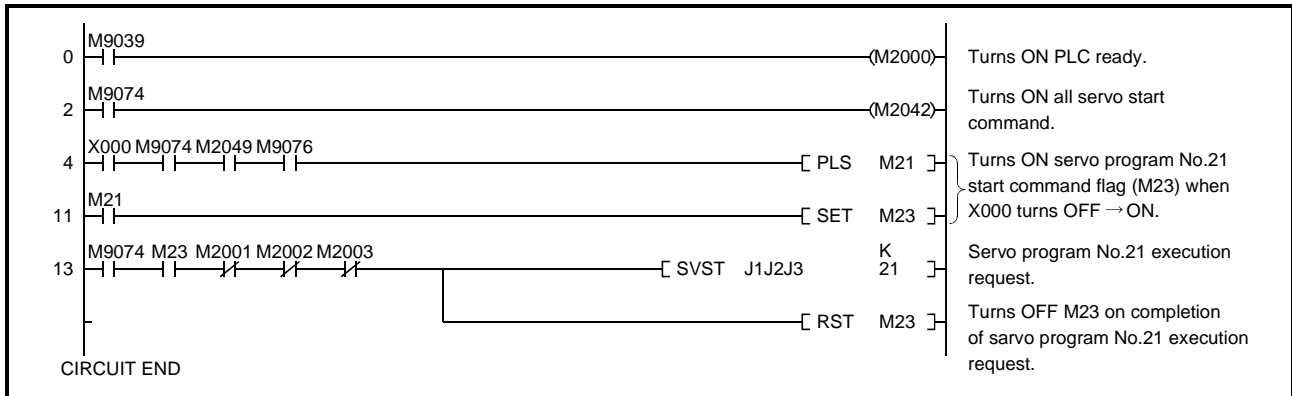 M9039
0 (M2000) Turns ON PLC ready.
M9074
2 (M2042) Turns ON all servo start
command.
X000 M9074 M2049 M9076
4 PLS M21 Turns ON servo program No.21
start command flag (M23) when
X000 turns OFF → ON.
M21
11 SET M23
M9074 M23 M2001 M2002 M2003
13 SVST J1J2J3 K
21 Servo program No.21 execution
request.
RST M23 Turns OFF M23 on completion
of sarvo program No.21 execution
request.
CIRCUIT END